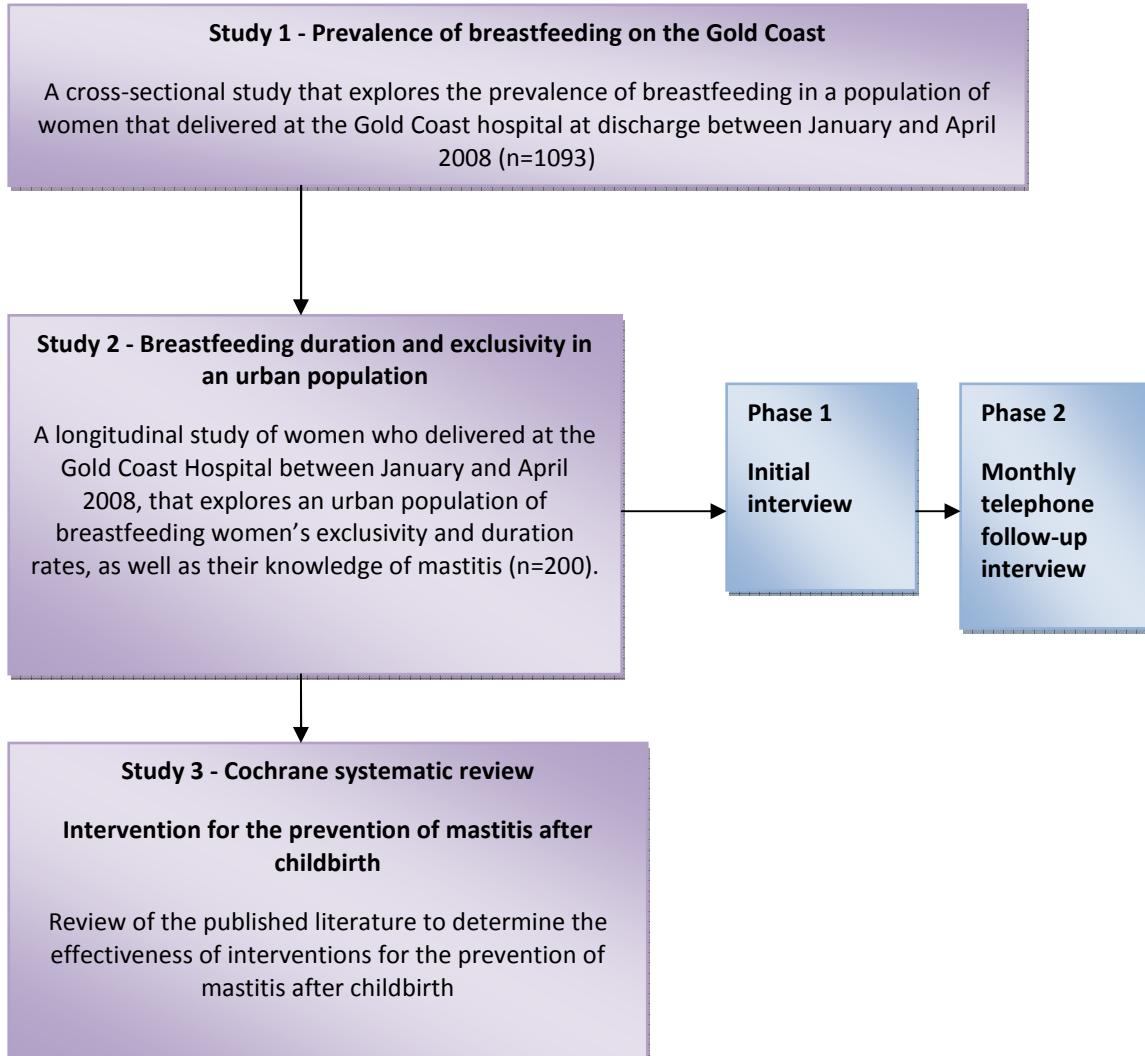 Study 1 - Prevalence of breastfeeding on the Gold Coast
A cross-sectional study that explores the prevalence of breastfeeding in a population of
women that delivered at the Gold Coast hospital at discharge between January and April
2008 (n=1093)
Study 2 - Breastfeeding duration and exclusivity in
an urban population
A longitudinal study of women who delivered at the
Gold Coast Hospital between January and April
2008, that explores an urban population of
breastfeeding women’s exclusivity and duration
rates, as well as their knowledge of mastitis (n=200).
Phase 1
Initial
interview
Phase 2
Monthly
telephone
follow-up
interview
Study 3 - Cochrane systematic review
Intervention for the prevention of mastitis after
childbirth
Review of the published literature to determine the
effectiveness of interventions for the prevention of
mastitis after childbirth